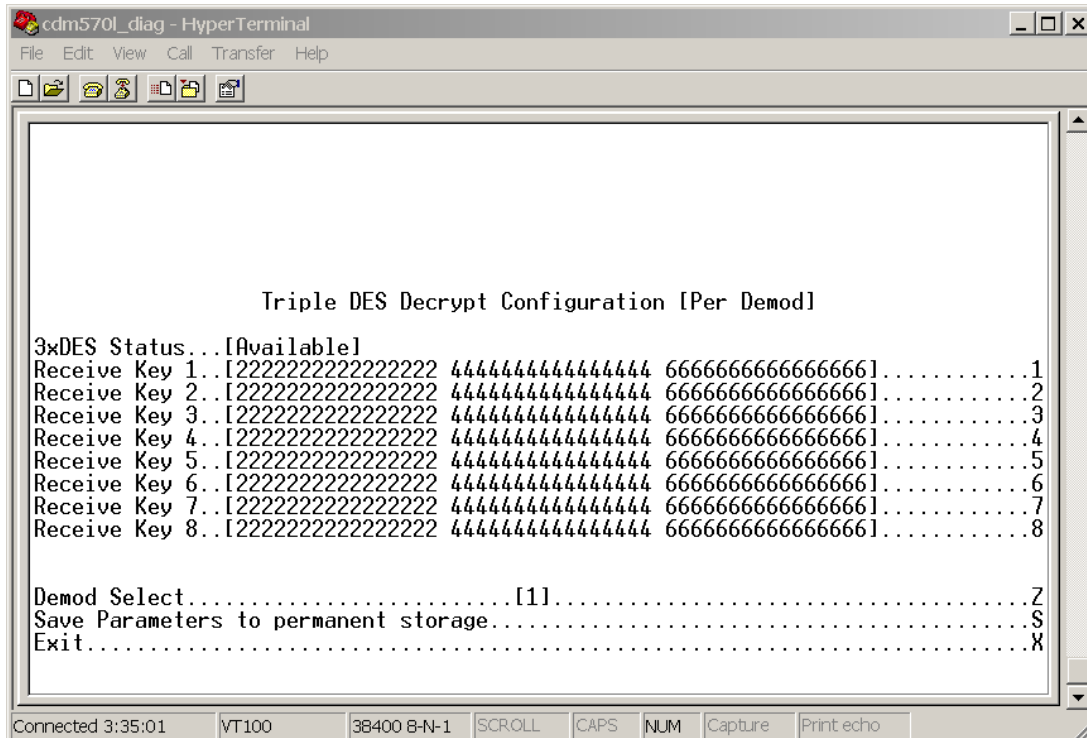 cdm570l_diag - HyperTerminal
File Edit View Call Transfer Help
Triple DES Decrypt Configuration [Per Demod]
3xDES Status...[Available]
Receive Key 1..[2222222222222222 4444444444444444 6666666666666666]............1
Receive Key 2..[2222222222222222 4444444444444444 6666666666666666]............2
Receive Key 3..[2222222222222222 4444444444444444 6666666666666666]............3
Receive Key 4..[2222222222222222 4444444444444444 6666666666666666]............4
Receive Key 5..[2222222222222222 4444444444444444 6666666666666666]............5
Receive Key 6..[2222222222222222 4444444444444444 6666666666666666]............6
Receive Key 7..[2222222222222222 4444444444444444 6666666666666666]............7
Receive Key 8..[2222222222222222 4444444444444444 6666666666666666]............8
Demod Select..........................[1]......................................Z
Save Parameters to permanent storage...........................................S
Exit...........................................................................X
Connected 3:35:01 VT100 38400 8-N-1 SCROLL CAPS NUM Capture Print echo